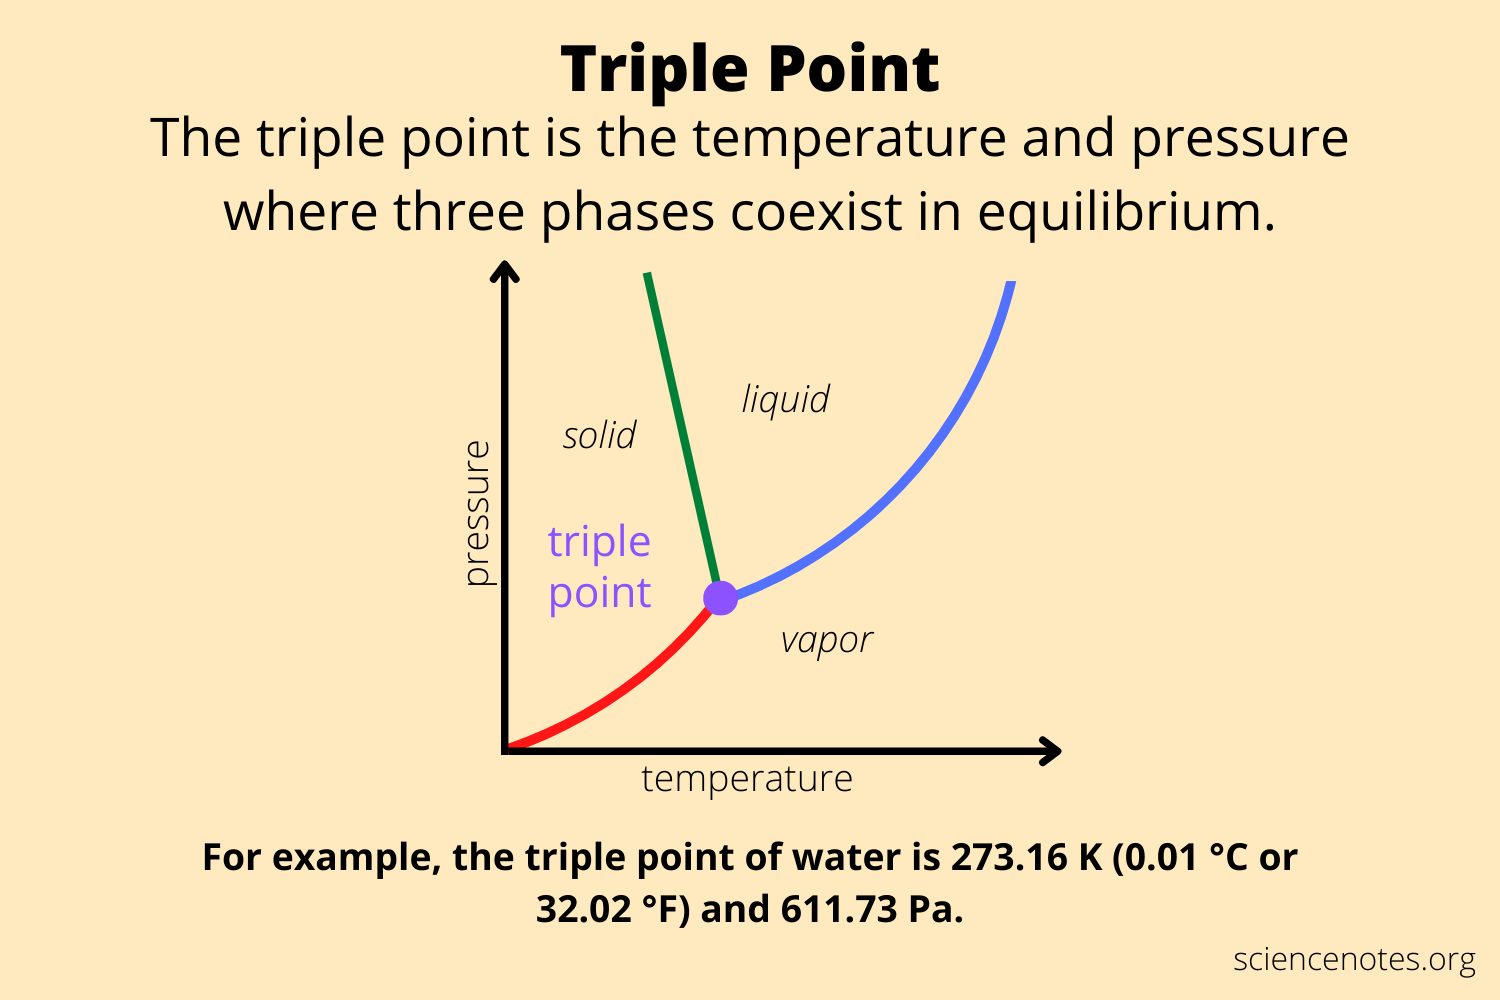 Triple Point
The triple point is the temperature and pressure
where three phases coexist in equilibrium.
liquid
solid
pressure
triple
point
vapor
temperature
For example, the triple point of water is 273.16 K (0.01 °C or
32.02 °F) and 611.73 Pa.
sciencenotes.org